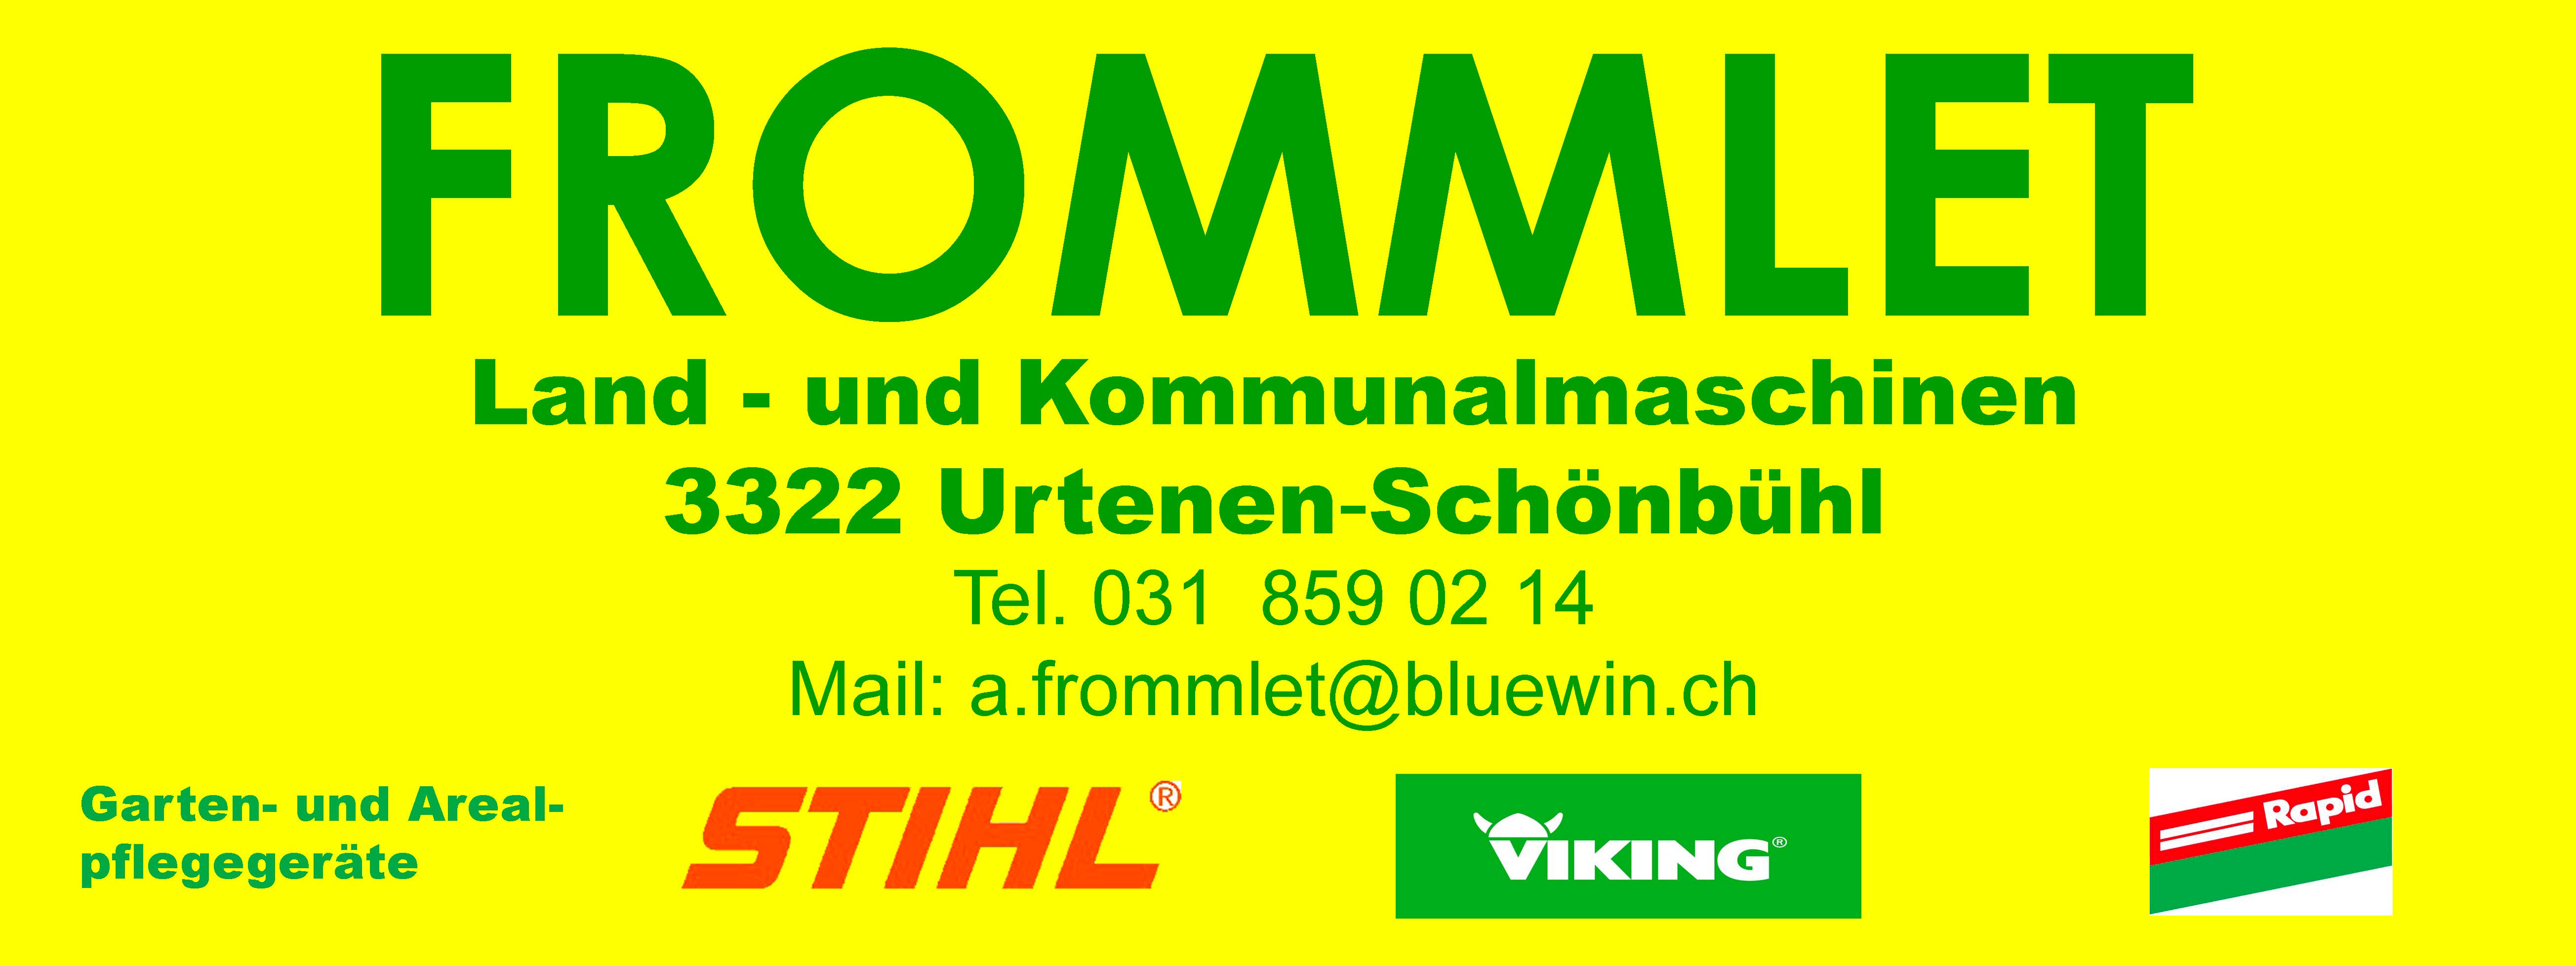 FROMMLET
Land - und Kommunalmaschinen
3322 Urtenen-Schönbühl
Tel. 031  859 02 14
Mail: a.frommlet@bluewin.ch
Garten- und Areal-
pflegegeräte
STIHL®
VIKING®
Rapid